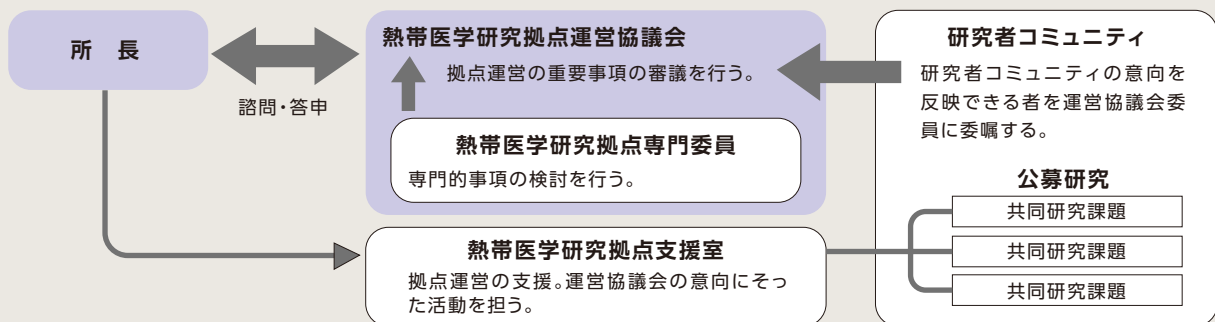 所 長
諮問・答申
熱帯医学研究拠点運営協議会
拠点運営の重要事項の審議を行う。
熱帯医学研究拠点専門委員
専門的事項の検討を行う。
熱帯医学研究拠点支援室
拠点運営の支援。運営協議会の意向にそっ
た活動を担う。
研究者コミュニティ
研究者コミュニティの意向を
反映できる者を運営協議会委
員に委嘱する。
公募研究
共同研究課題
共同研究課題
共同研究課題